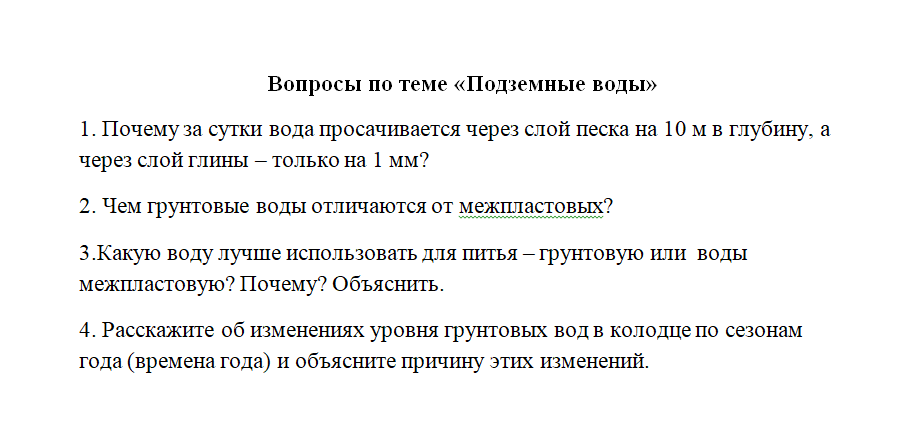 Вопросы по теме «Подземные воды»
1. Почему за сутки вода просачивается через слой песка на 10 м в глубину, а
через слой глины – только на 1 мм?
2. Чем грунтовые воды отличаются от межпластовых?
3.Какую воду лучше использовать для питья – грунтовую или  воды
межпластовую? Почему? Объяснить.
4. Расскажите об изменениях уровня грунтовых вод в колодце по сезонам
года (времена года) и объясните причину этих изменений.